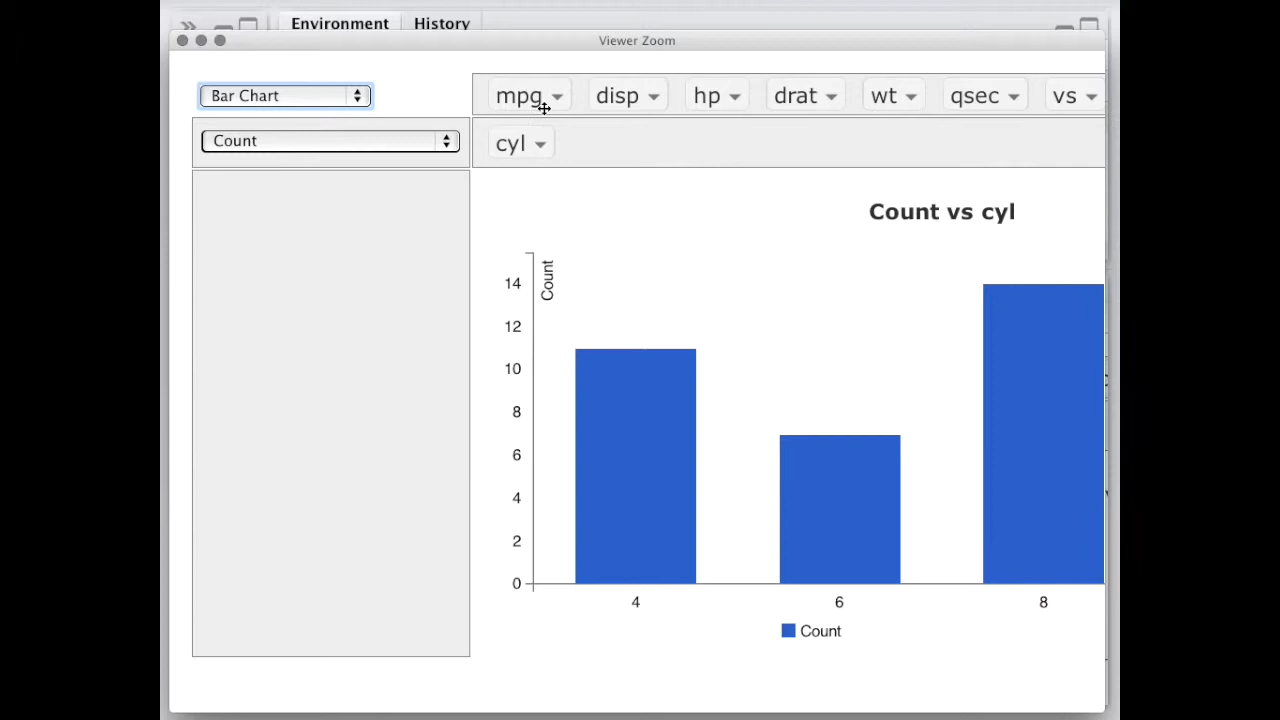 Environment History
Viewer Zoom
Bar Chart
mpg disp hp drat wt qsec vs
Count
cyl
Count vs cyl
Count
14
12
10
8
6
4
2
0
4 6 8
Count